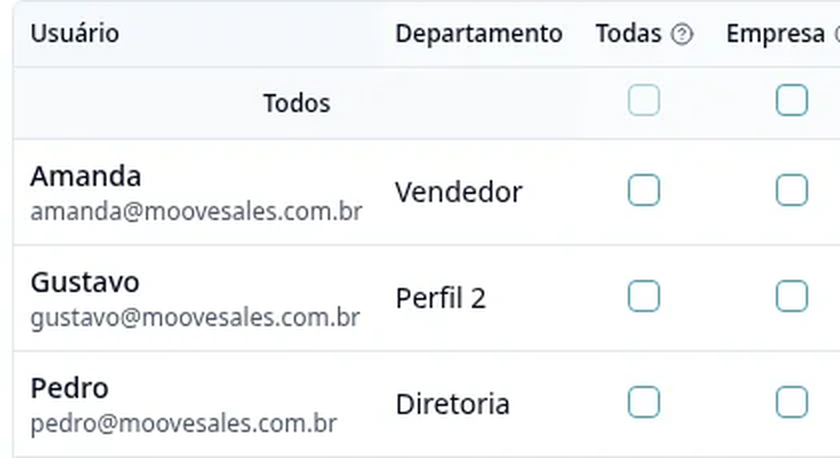 Usuário Departamento Todas Empresa
Todos
Amanda
amanda@moovesales.com.br
Vendedor
Gustavo
gustavo@moovesales.com.br
Perfil 2
Pedro
pedro@moovesales.com.br
Diretoria